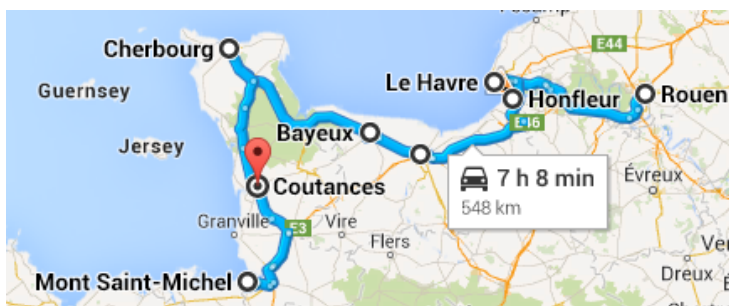 Fécamp
E44
Cherbourg
Le Havre
Guernsey
Honfleur
Rouen
E46
Bayeux
Jersey
7 h 8 min
548 km
Évreux
Coutances
Granville
E3
Vire
Flers
Dreux
Mont Saint-Michel